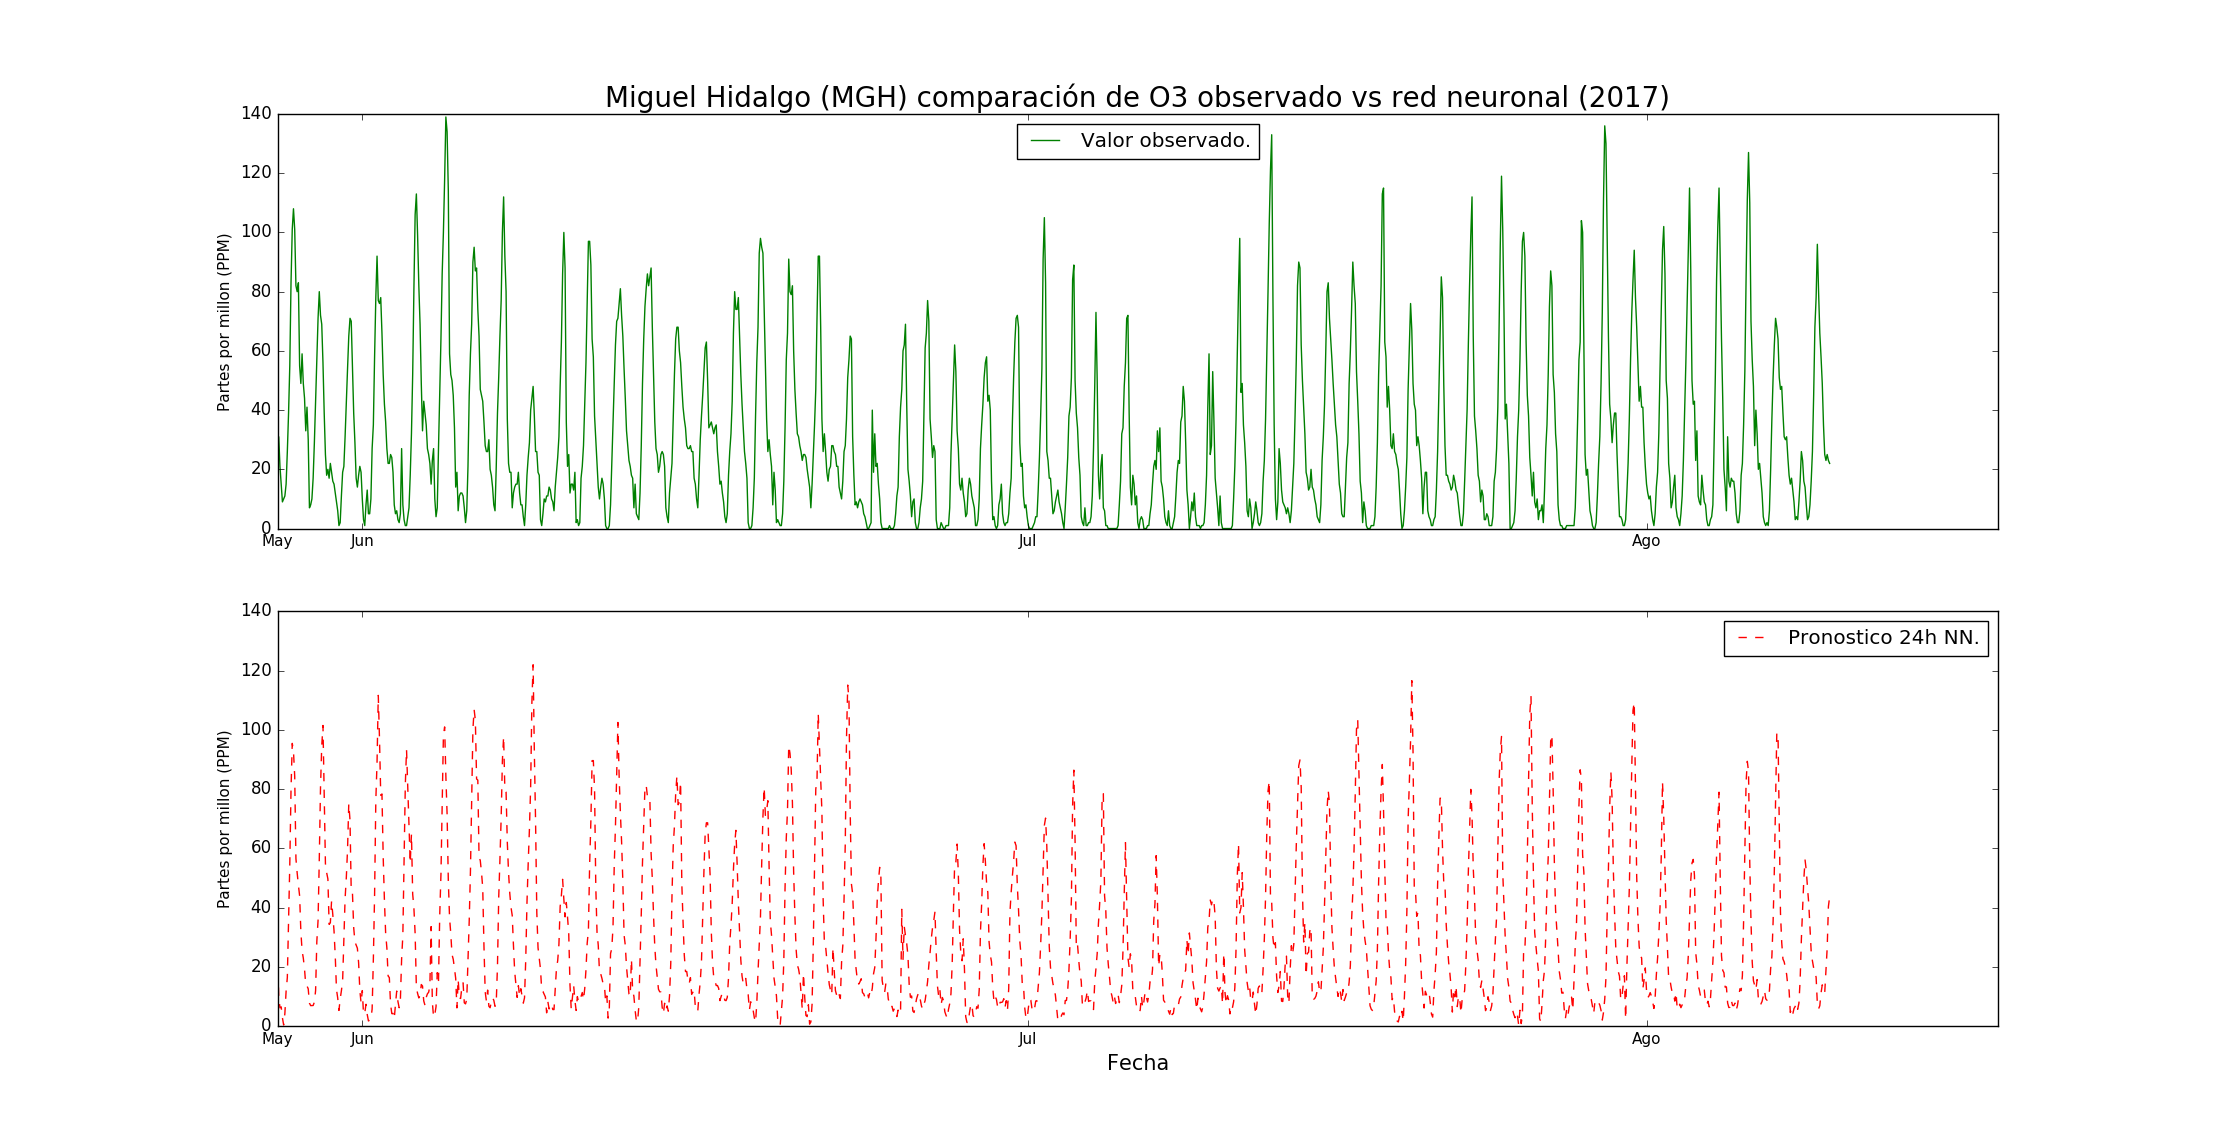 Miguel Hidalgo (MGH) comparación de O3 observado vs red neuronal (2017)
140
120
100
80
60
40
20
0
Partes por millon (PPM)
Valor observado.
May Jun Jul Ago
140
120
100
80
60
40
20
0
Partes por millon (PPM)
Pronostico 24h NN.
May Jun Jul Ago
Fecha